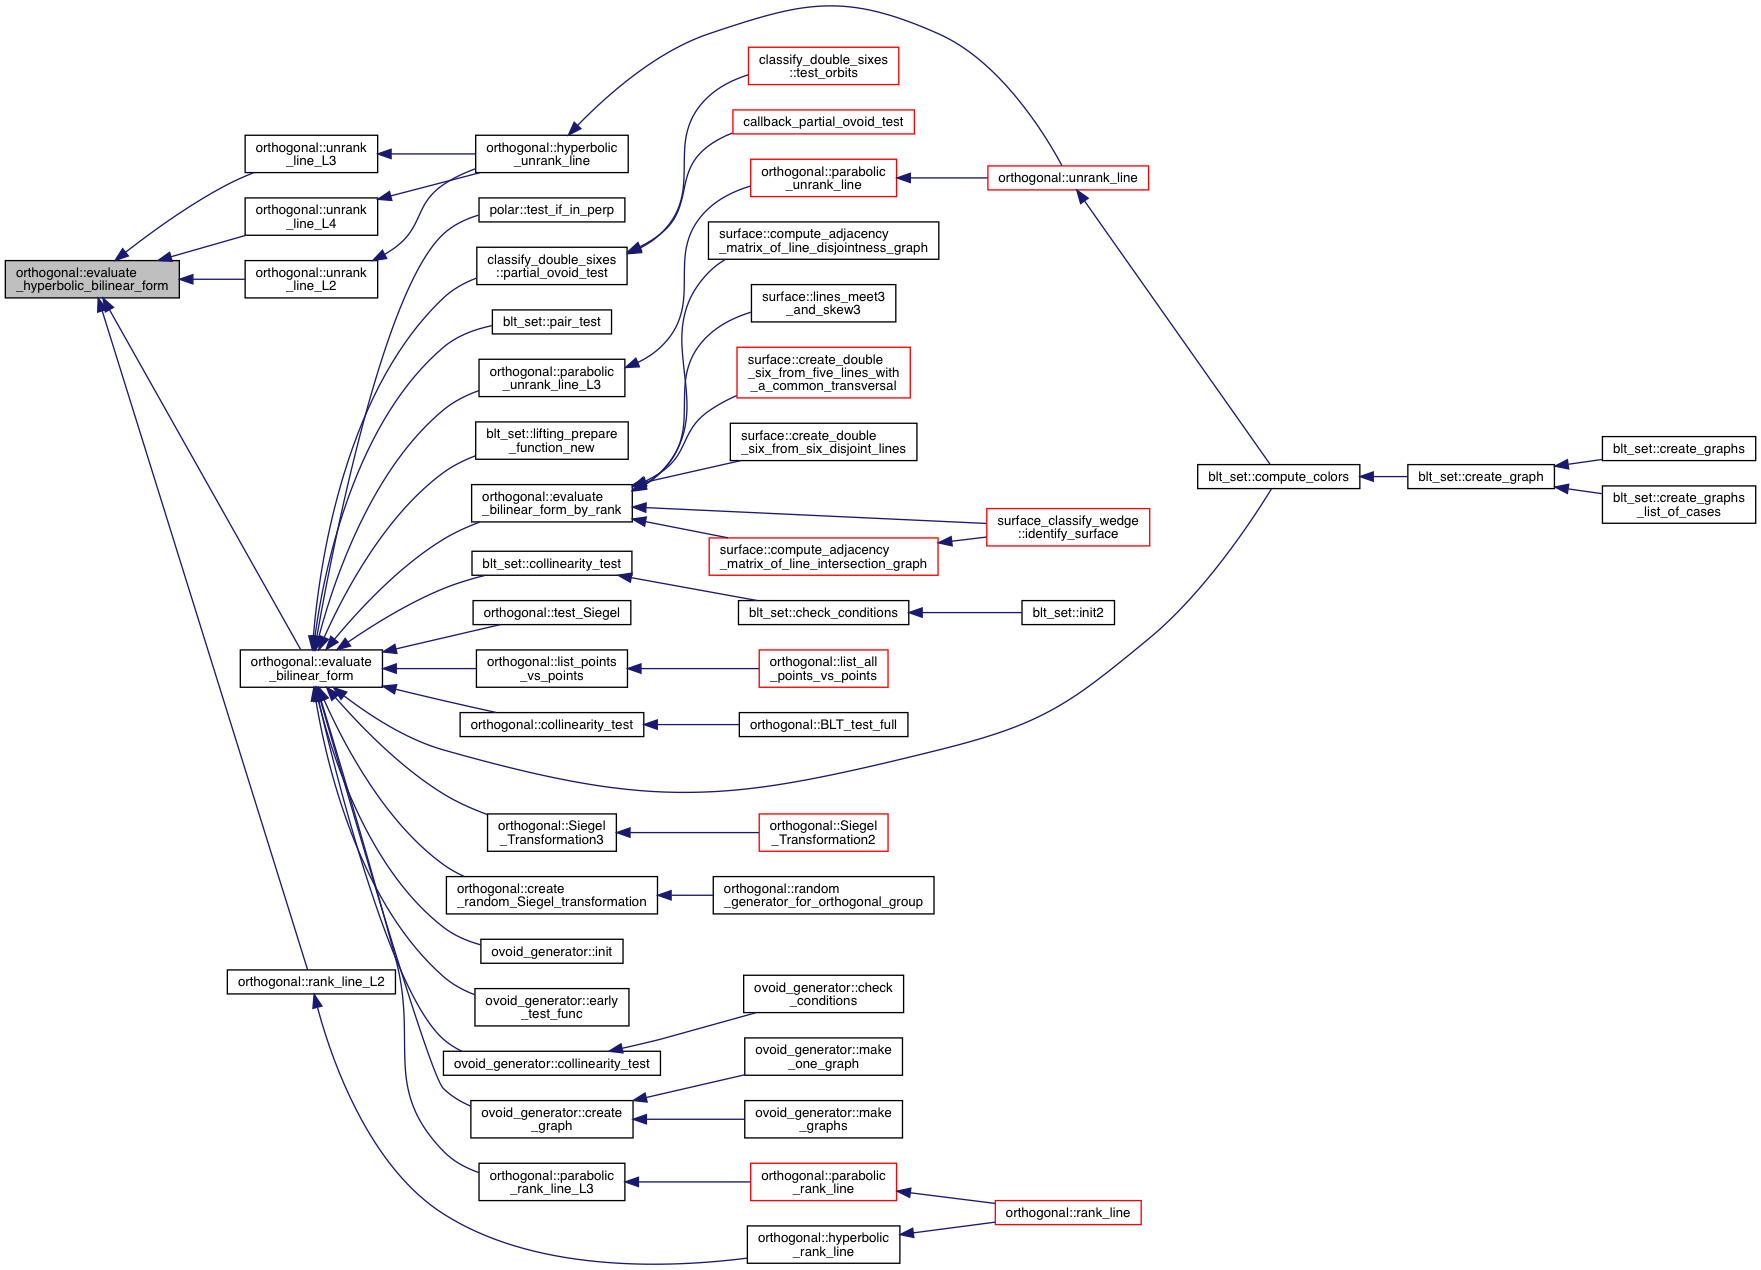 orthogonal::evaluate
_hyperbolic_bilinear_form
orthogonal::unrank
_line_L3
orthogonal::unrank
_line_L4
orthogonal::unrank
_line_L2
orthogonal::evaluate
_bilinear_form
orthogonal::rank_line_L2
orthogonal::hyperbolic
_unrank_line
polar::test_if_in_perp
classify_double_sixes
::partial_ovoid_test
blt_set::pair_test
orthogonal::parabolic
_unrank_line_L3
blt_set::lifting_prepare
_function_new
orthogonal::evaluate
_bilinear_form_by_rank
blt_set::collinearity_test
orthogonal::test_Siegel
orthogonal::list_points
_vs_points
orthogonal::collinearity_test
orthogonal::Siegel
_Transformation3
orthogonal::create
_random_Siegel_transformation
ovoid_generator::init
ovoid_generator::early
_test_func
ovoid_generator::collinearity_test
ovoid_generator::create
_graph
orthogonal::parabolic
_rank_line_L3
classify_double_sixes
::test_orbits
callback_partial_ovoid_test
orthogonal::parabolic
_unrank_line
surface::compute_adjacency
_matrix_of_line_disjointness_graph
surface::lines_meet3
_and_skew3
surface::create_double
_six_from_five_lines_with
_a_common_transversal
surface::create_double
_six_from_six_disjoint_lines
surface::compute_adjacency
_matrix_of_line_intersection_graph
blt_set::check_conditions
orthogonal::list_all
_points_vs_points
orthogonal::BLT_test_full
orthogonal::Siegel
_Transformation2
orthogonal::random
_generator_for_orthogonal_group
ovoid_generator::check
_conditions
ovoid_generator::make
_one_graph
ovoid_generator::make
_graphs
orthogonal::parabolic
_rank_line
orthogonal::hyperbolic
_rank_line
orthogonal::unrank_line
surface_classify_wedge
::identify_surface
blt_set::init2
orthogonal::rank_line
blt_set::compute_colors
blt_set::create_graph
blt_set::create_graphs
blt_set::create_graphs
_list_of_cases